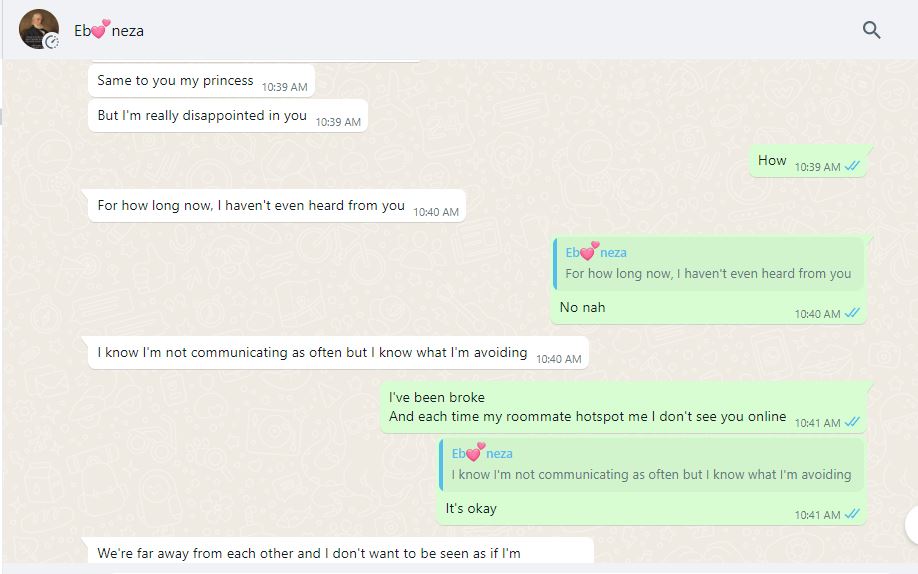 Eb💕neza
Same to you my princess 10:39 AM
But I'm really disappointed in you 10:39 AM
How 10:39 AM
For how long now, I haven't even heard from you 10:40 AM
Eb💕neza
For how long now, I haven't even heard from you
No nah 10:40 AM
I know I'm not communicating as often but I know what I'm avoiding 10:40 AM
I've been broke
And each time my roommate hotspot me I don't see you online 10:41 AM
Eb💕neza
I know I'm not communicating as often but I know what I'm avoiding
It's okay 10:41 AM
We're far away from each other and I don't want to be seen as if I'm